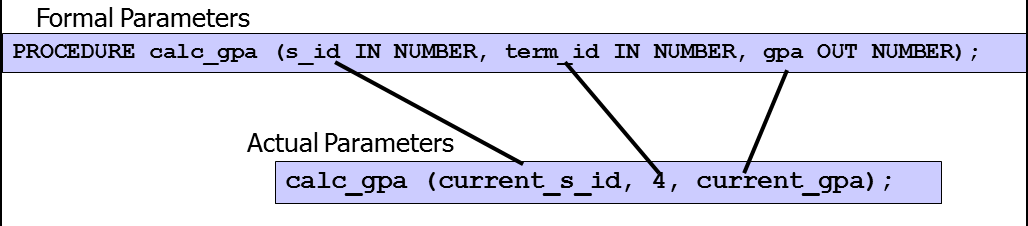 Formal Parameters
PROCEDURE calc_gpa (s_id IN NUMBER, term_id IN NUMBER, gpa OUT NUMBER);
Actual Parameters
calc_gpa (current_s_id, 4, current_gpa);